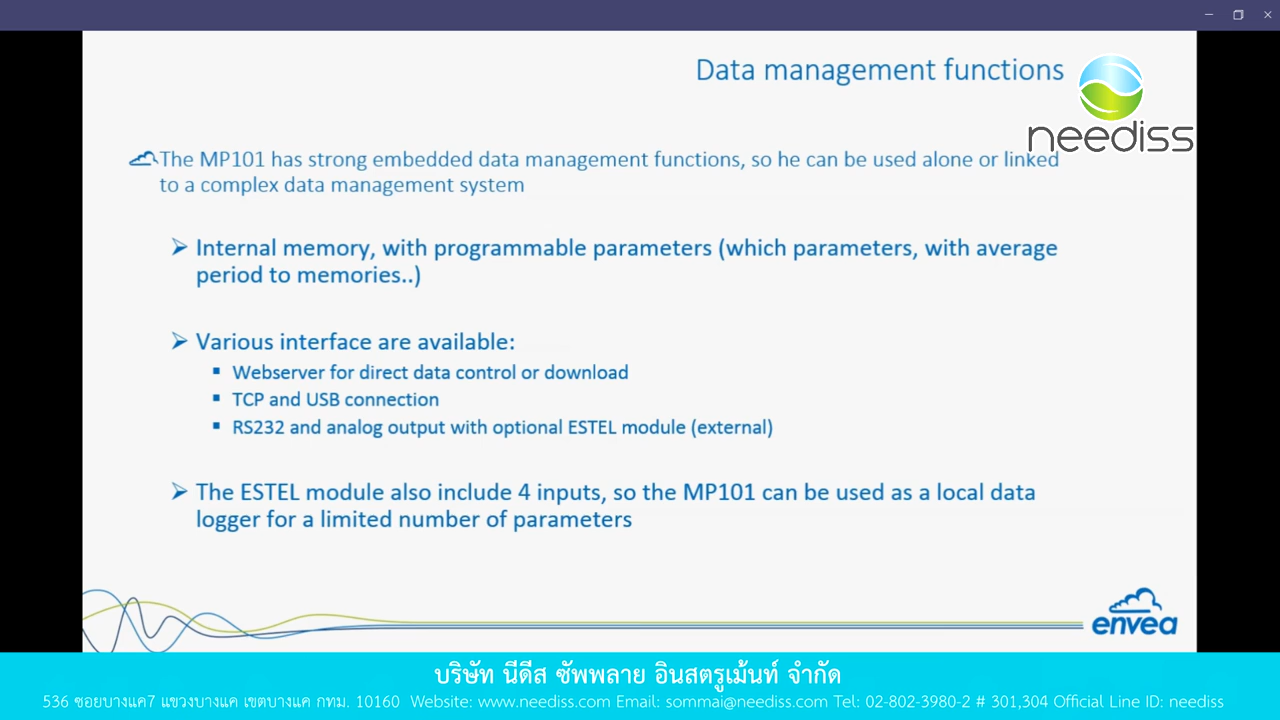 Data management functions
neediss
The MP101 has strong embedded data management functions, so he can be used alone or linked
to a complex data management system
Internal memory, with programmable parameters (which parameters, with average
period to memories..)
Various interface are available:
Webserver for direct data control or download
TCP and USB connection
RS232 and analog output with optional ESTEL module (external)
The ESTEL module also include 4 inputs, so the MP101 can be used as a local data
logger for a limited number of parameters
envea
บริษัท นีดีส ซัพพลาย อินสตรูเม้นท์ จำกัด
536 ซอยบางแค7 แขวงบางแค เขตบางแค กทม. 10160 Website: www.neediss.com Email: sommai@neediss.com Tel: 02-802-3980-2 # 301,304 Official Line ID: neediss